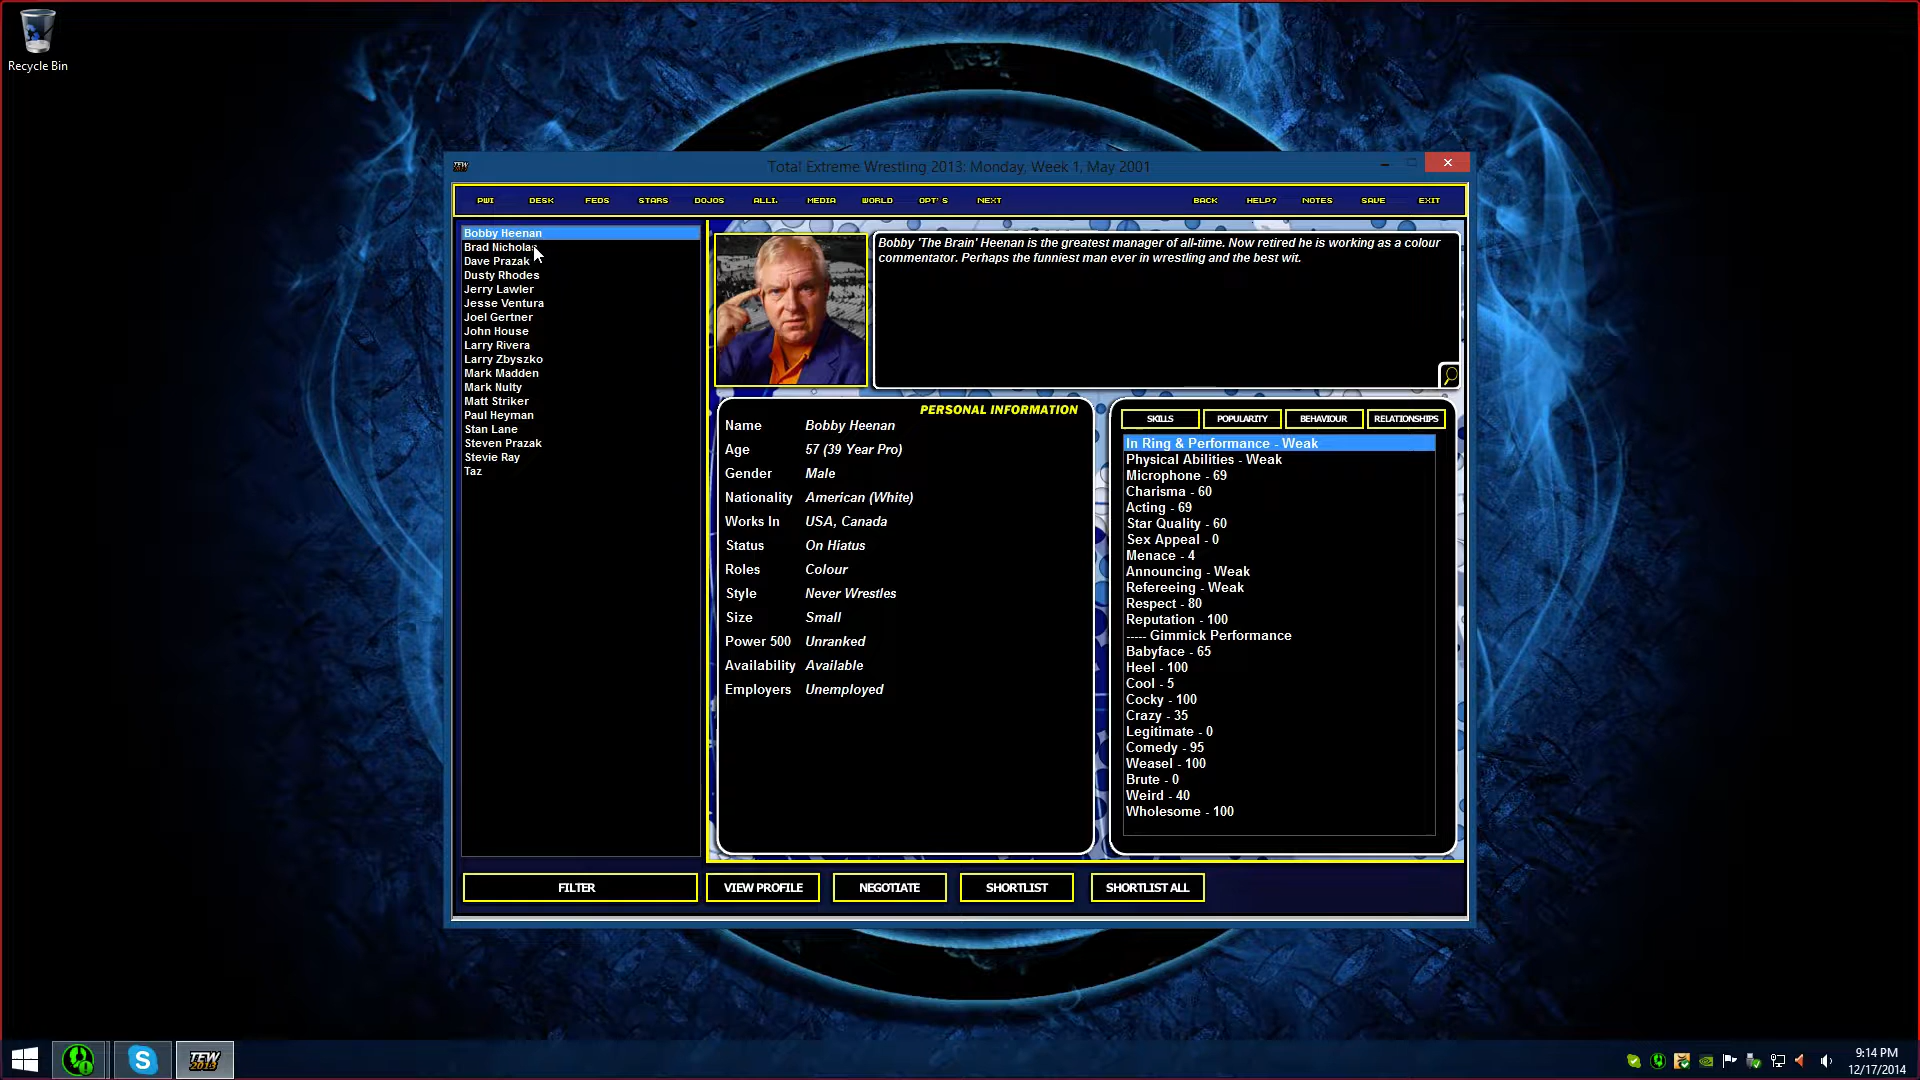 Recycle Bin
TEW 2013
Total Extreme Wrestling 2013: Monday, Week 1, May 2001
PWI DESK FEDS STARS DOJOS ALLI. MEDIA WORLD OPT'S NEXT BACK HELP? NOTES SAVE EXIT
Bobby Heenan
Brad Nicholas
Dave Prazak
Dusty Rhodes
Jerry Lawler
Jesse Ventura
Joel Gertner
John House
Larry Rivera
Larry Zbyszko
Mark Madden
Mark Nulty
Matt Striker
Paul Heyman
Stan Lane
Steven Prazak
Stevie Ray
Taz
Bobby 'The Brain' Heenan is the greatest manager of all-time. Now retired he is working as a colour
commentator. Perhaps the funniest man ever in wrestling and the best wit.
PERSONAL INFORMATION
Name Bobby Heenan
Age 57 (39 Year Pro)
Gender Male
Nationality American (White)
Works In USA, Canada
Status On Hiatus
Roles Colour
Style Never Wrestles
Size Small
Power 500 Unranked
Availability Available
Employers Unemployed
SKILLS POPULARITY BEHAVIOUR RELATIONSHIPS
In Ring & Performance - Weak
Physical Abilities - Weak
Microphone - 69
Charisma - 60
Acting - 69
Star Quality - 60
Sex Appeal - 0
Menace - 4
Announcing - Weak
Refereeing - Weak
Respect - 80
Reputation - 100
----- Gimmick Performance
Babyface - 65
Heel - 100
Cool - 5
Cocky - 100
Crazy - 35
Legitimate - 0
Comedy - 95
Weasel - 100
Brute - 0
Weird - 40
Wholesome - 100
FILTER VIEW PROFILE NEGOTIATE SHORTLIST SHORTLIST ALL
TEW 2013
9:14 PM
12/17/2014